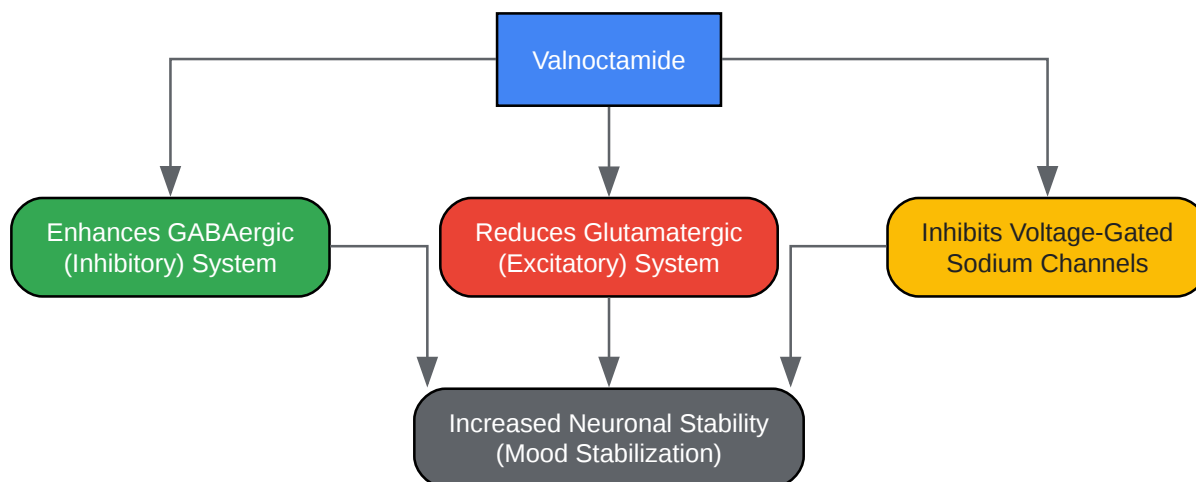 Valnoctamide
Enhances GABAergic
(Inhibitory) System
Reduces Glutamatergic
(Excitatory) System
Inhibits Voltage-Gated
Sodium Channels
Increased Neuronal Stability
(Mood Stabilization)